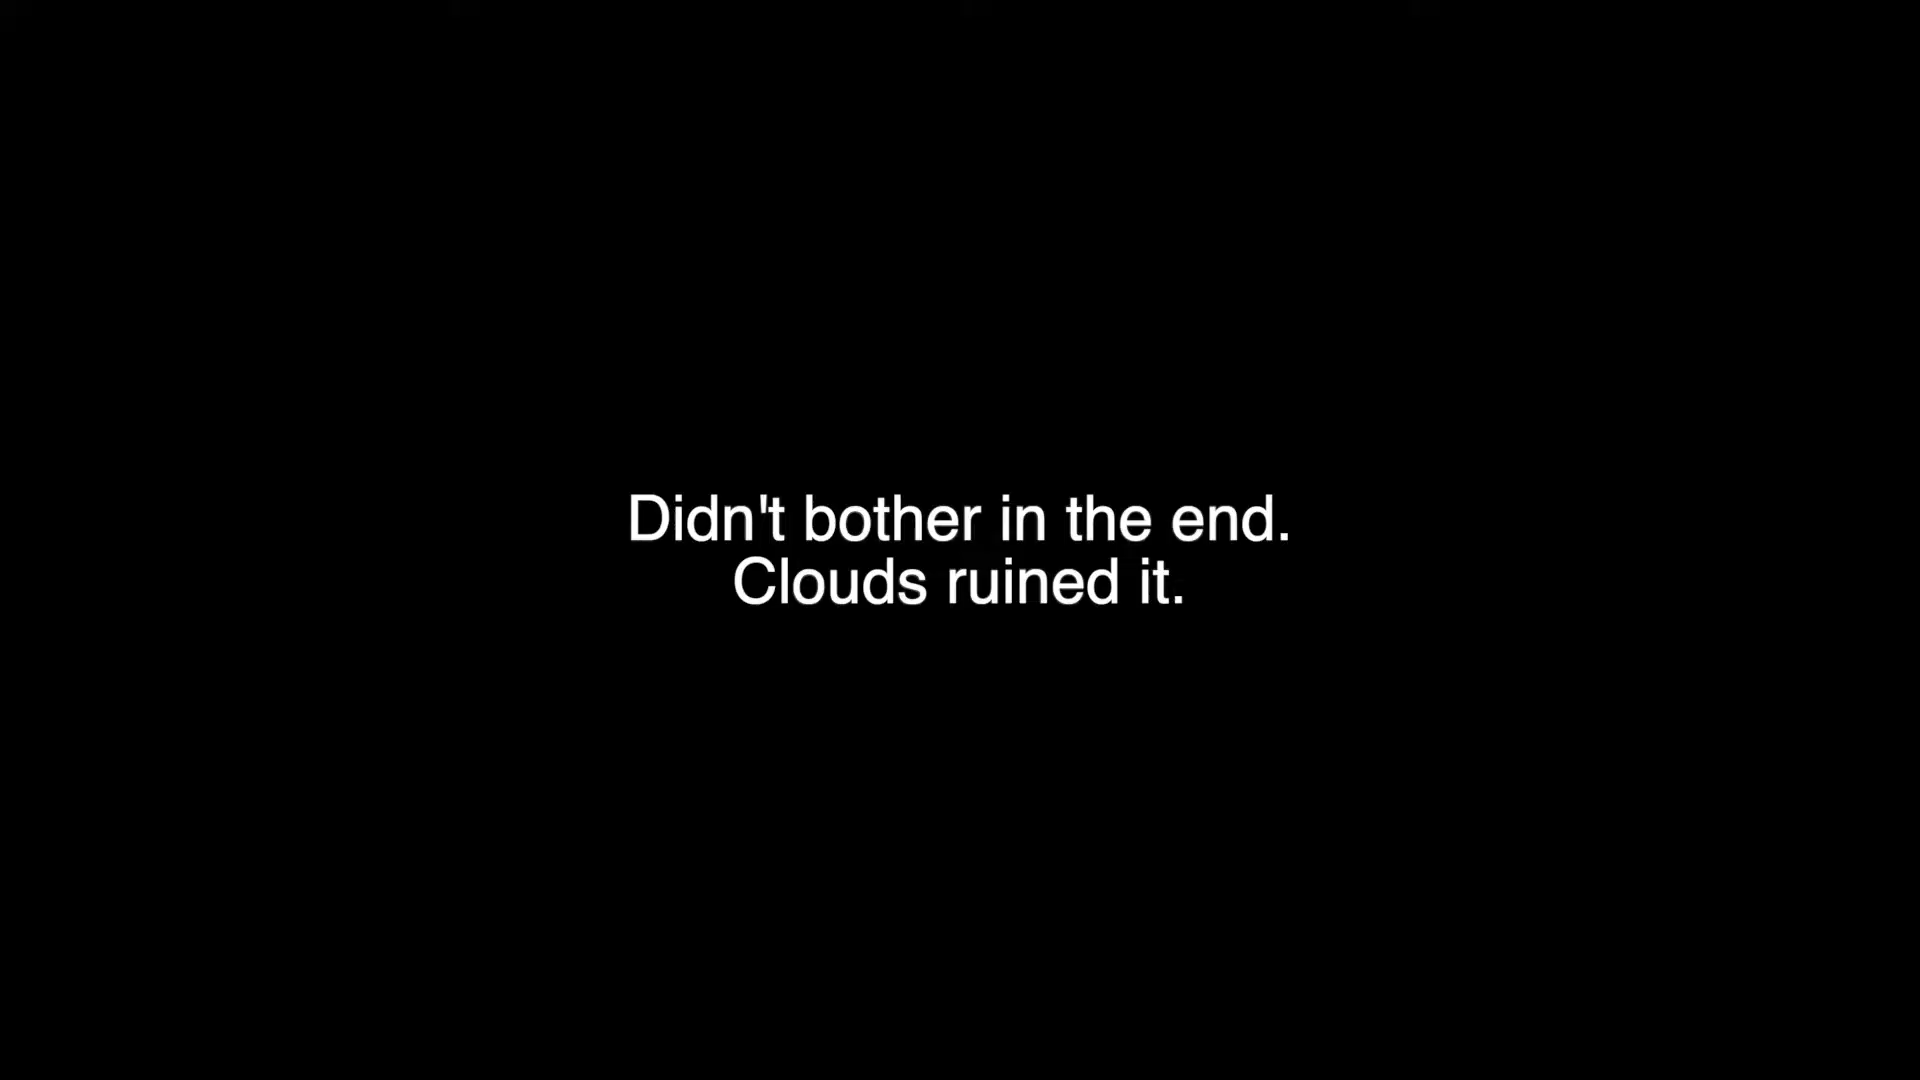 Didn't bother in the end.
Clouds ruined it.